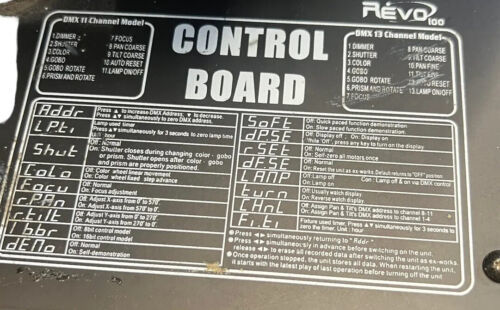 Révo
100
DMX 11 Channel Model
1 DIMMER
2.SHUTTER
3.COLOR
4.GOBO
5.GOBO ROTATE
6.PRISM AND ROTATE
7 FOCUS
8 PAN COARSE
9 TILT COARSE
10 AUTO RESET
11 LAMP ON/OFF
CONTROL
BOARD
DMX 13 Channel Model
1 DIMMER
2 SHUTTER
3 COLOR
4.GOBO
5.GOBO ROTATE
6.PRISM AND ROTATE
7 FOCUS
8 PAN COARSE
9 TILT COARSE
10 PAN FINE
12 AUTO RESET
13 LAMP ON/OFF
Addr
Press ▲ to increase DMX Address, ▼ to decrease.
Press ▲▼ simultaneously to zero DMX address.
LPti
Lamp used timer
Press ▲▼ simultaneously for 3 seconds to zero lamp time
hour
Shut
Off: Normal
Shutter closes during changing color - gobo
or prism. Shutter opens after color - gobo
and prism are properly positioned.
CoLo
Off: Color wheel linear movement
On: Color wheel fixed step advance
Focu
Off: Normal
On: Focus adjustment
rPAn
Off: Adjust X-axis from 0 to 570°
On: Adjust X-axis from 570° to 0°
rtilt
Off: Adjust Y-axis from 0° to 270°
On: Adjust Y-axis from 270° to 0°
Off: 8bit control model
On: 16bit control model
dENo
Off: Normal
On: Self-demonstration
SoFt
Off: Quick paced function demonstration
On: Slow paced function demonstration.
dPSE
Off: Display off; On: Display on
"While "Off", press any key to turn on the display
rSEt
Off: Normal
On: Self-zero all motors once
dFSE
Off: Normal
On: Reset the unit as ex-works Default returns to"OFF" position
LAMP
Off: Lamp off
On: Lamp on
Con : Lamp off & on via DMX control
turn
Off: Usual watch display
On: Reverse watch display
CHnL
Off: Assign Pan & Tilt's DMX address to channel 8-11
On: Assign Pan & Tilt's DMX address to channel 1-4
Fixture used timer. Press ▲▼ simultaneously for 3 seconds to
zero the timer. Unit : hour
● Press ◄► simultaneously returning to "Addr"
● Press ◄► simultaneously in advance before switching on the unit.
release ◄► to erase all recorded data after switching on the unit.
● Once operation stopped. the unit stores all data. Restarting the unit.
it starts with the latest play of last operation before turning off the unit